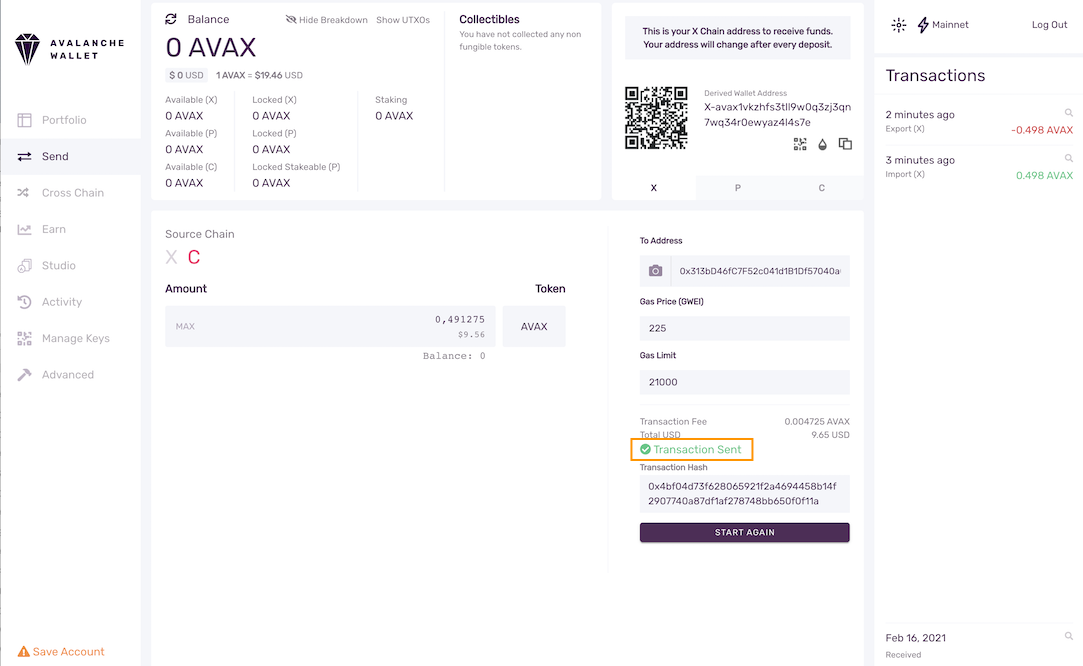 AVALANCHE
WALLET
Portfolio
Send
Cross Chain
Earn
Studio
Activity
Manage Keys
Advanced
Save Account
Balance
Hide Breakdown Show UTXOs
0 AVAX
$ 0 USD 1 AVAX = $19.46 USD
Available (X) Locked (X) Staking
0 AVAX 0 AVAX 0 AVAX
Available (P) Locked (P)
0 AVAX 0 AVAX
Available (C) Locked Stakeable (P)
0 AVAX 0 AVAX
Collectibles
You have not collected any non
fungible tokens.
This is your X Chain address to receive funds.
Your address will change after every deposit.
Derived Wallet Address
X-avax1vkzhfs3tll9w0q3zj3qn
7wq34r0ewyaz4l4s7e
X P C
Source Chain
X C
Amount Token
MAX 0,491275 AVAX
$9.56
Balance: 0
To Address
0x313bD46fC7F52c041d1B1Df57040a
Gas Price (GWEI)
225
Gas Limit
21000
Transaction Fee 0.004725 AVAX
Total USD 9.65 USD
Transaction Sent
Transaction Hash
0x4bf04d73f628065921f2a4694458b14f
2907740a87df1af278748bb650f0f11a
START AGAIN
Mainnet Log Out
Transactions
2 minutes ago
Export (X) -0.498 AVAX
3 minutes ago
Import (X) 0.498 AVAX
Feb 16, 2021
Received